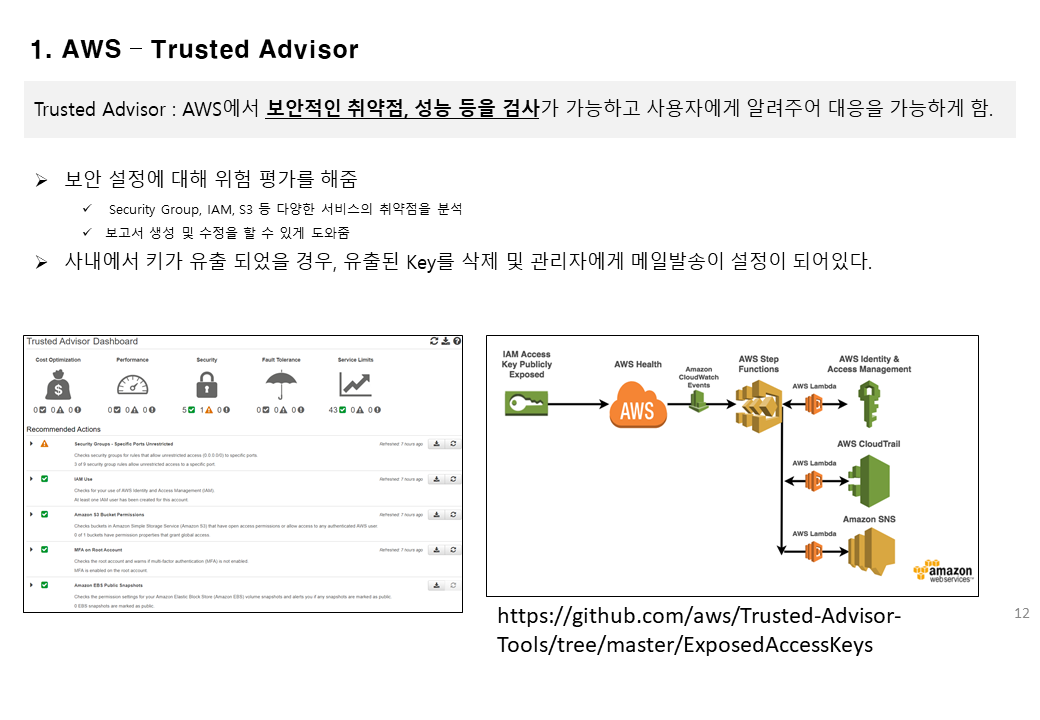 1. AWS – Trusted Advisor
Trusted Advisor : AWS에서 보안적인 취약점, 성능 등을 검사가 가능하고 사용자에게 알려주어 대응을 가능하게 함.
보안 설정에 대해 위험 평가를 해줌
Security Group, IAM, S3 등 다양한 서비스의 취약점을 분석
보고서 생성 및 수정을 할 수 있게 도와줌
사내에서 키가 유출 되었을 경우, 유출된 Key를 삭제 및 관리자에게 메일발송이 설정이 되어있다.
Trusted Advisor Dashboard
Cost Optimization Performance Security Fault Tolerance Service Limits
0 0 0 0 0 0 5 1 0 0 0 0 43 0 0
Recommended Actions
Security Groups - Specific Ports Unrestricted Refreshed: 7 hours ago
Checks security groups for rules that allow unrestricted access (0.0.0.0/0) to specific ports.
3 of 9 security group rules allow unrestricted access to a specific port.
IAM Use Refreshed: 7 hours ago
Checks for your use of AWS Identity and Access Management (IAM).
At least one IAM user has been created for this account.
Amazon S3 Bucket Permissions Refreshed: 7 hours ago
Checks buckets in Amazon Simple Storage Service (Amazon S3) that have open access permissions or allow access to any authenticated AWS user.
0 of 1 buckets have permission properties that grant global access.
MFA on Root Account Refreshed: 7 hours ago
Checks the root account and warns if multi-factor authentication (MFA) is not enabled.
MFA is enabled on the root account.
Amazon EBS Public Snapshots
Checks the permission settings for your Amazon Elastic Block Store (Amazon EBS) volume snapshots and alerts you if any snapshots are marked as public.
0 EBS snapshots are marked as public.
IAM Access
Key Publicly
Exposed
AWS Health
AWS
Amazon
CloudWatch
Events
AWS Step
Functions
AWS Lambda
AWS Identity &
Access Management
AWS CloudTrail
AWS Lambda
Amazon SNS
AWS Lambda
amazon
web services™
https://github.com/aws/Trusted-Advisor-
Tools/tree/master/ExposedAccessKeys
12